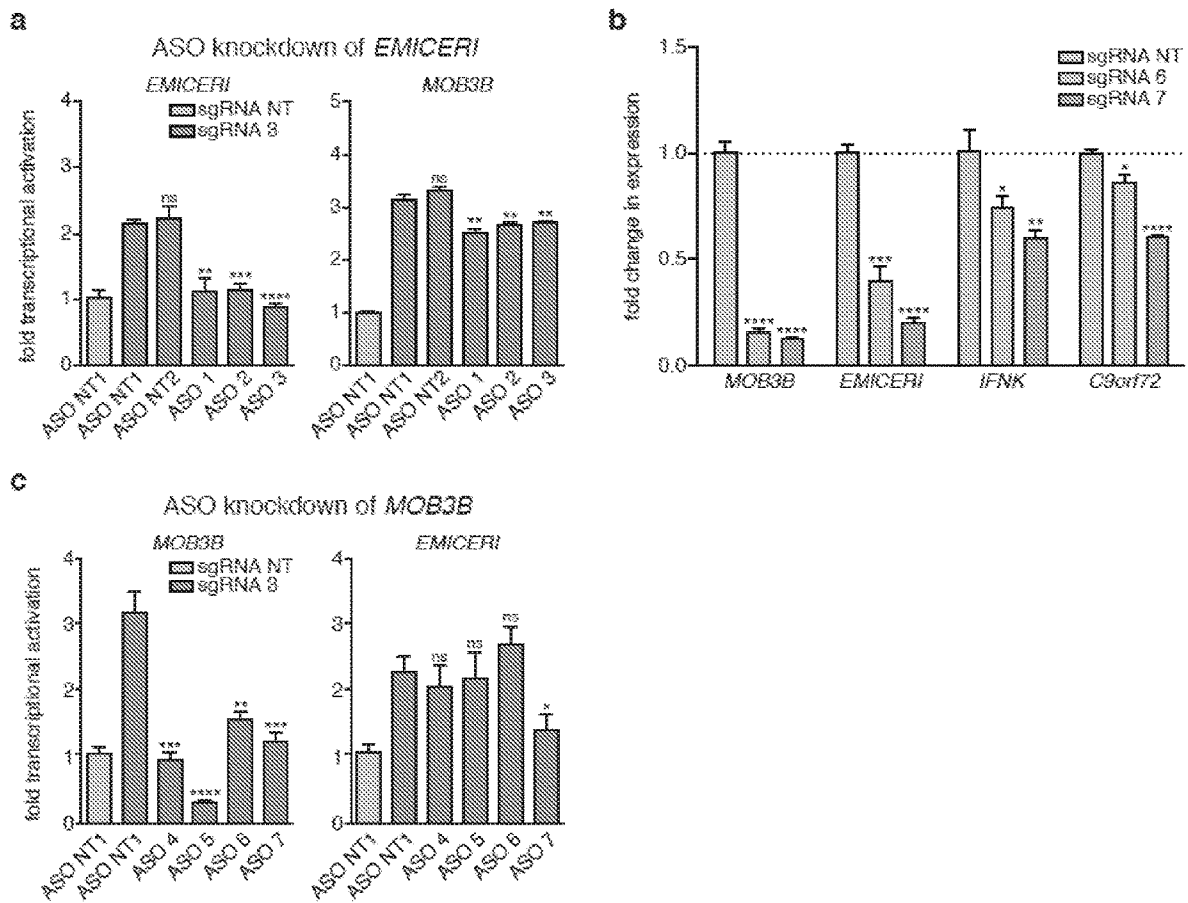 a
ASO knockdown of EMICERI
EMICERI
sgRNA NT
sgRNA 3
fold transcriptional activation
4
3
2
1
0
ns
**
***
****
ASO NT1
ASO NT1
ASO NT2
ASO 1
ASO 2
ASO 3
MOB3B
5
4
3
2
1
0
ns
**
**
**
ASO NT1
ASO NT1
ASO NT2
ASO 1
ASO 2
ASO 3
b
sgRNA NT
sgRNA 6
sgRNA 7
fold change in expression
1.5
1.0
0.5
0.0
****
****
***
****
*
**
*
****
MOB3B
EMICERI
IFNK
C9orf72
c
ASO knockdown of MOB3B
MOB3B
sgRNA NT
sgRNA 3
fold transcriptional activation
4
3
2
1
0
***
****
**
***
ASO NT1
ASO NT1
ASO 4
ASO 5
ASO 6
ASO 7
EMICERI
4
3
2
1
0
ns
ns
ns
*
ASO NT1
ASO NT1
ASO 4
ASO 5
ASO 6
ASO 7